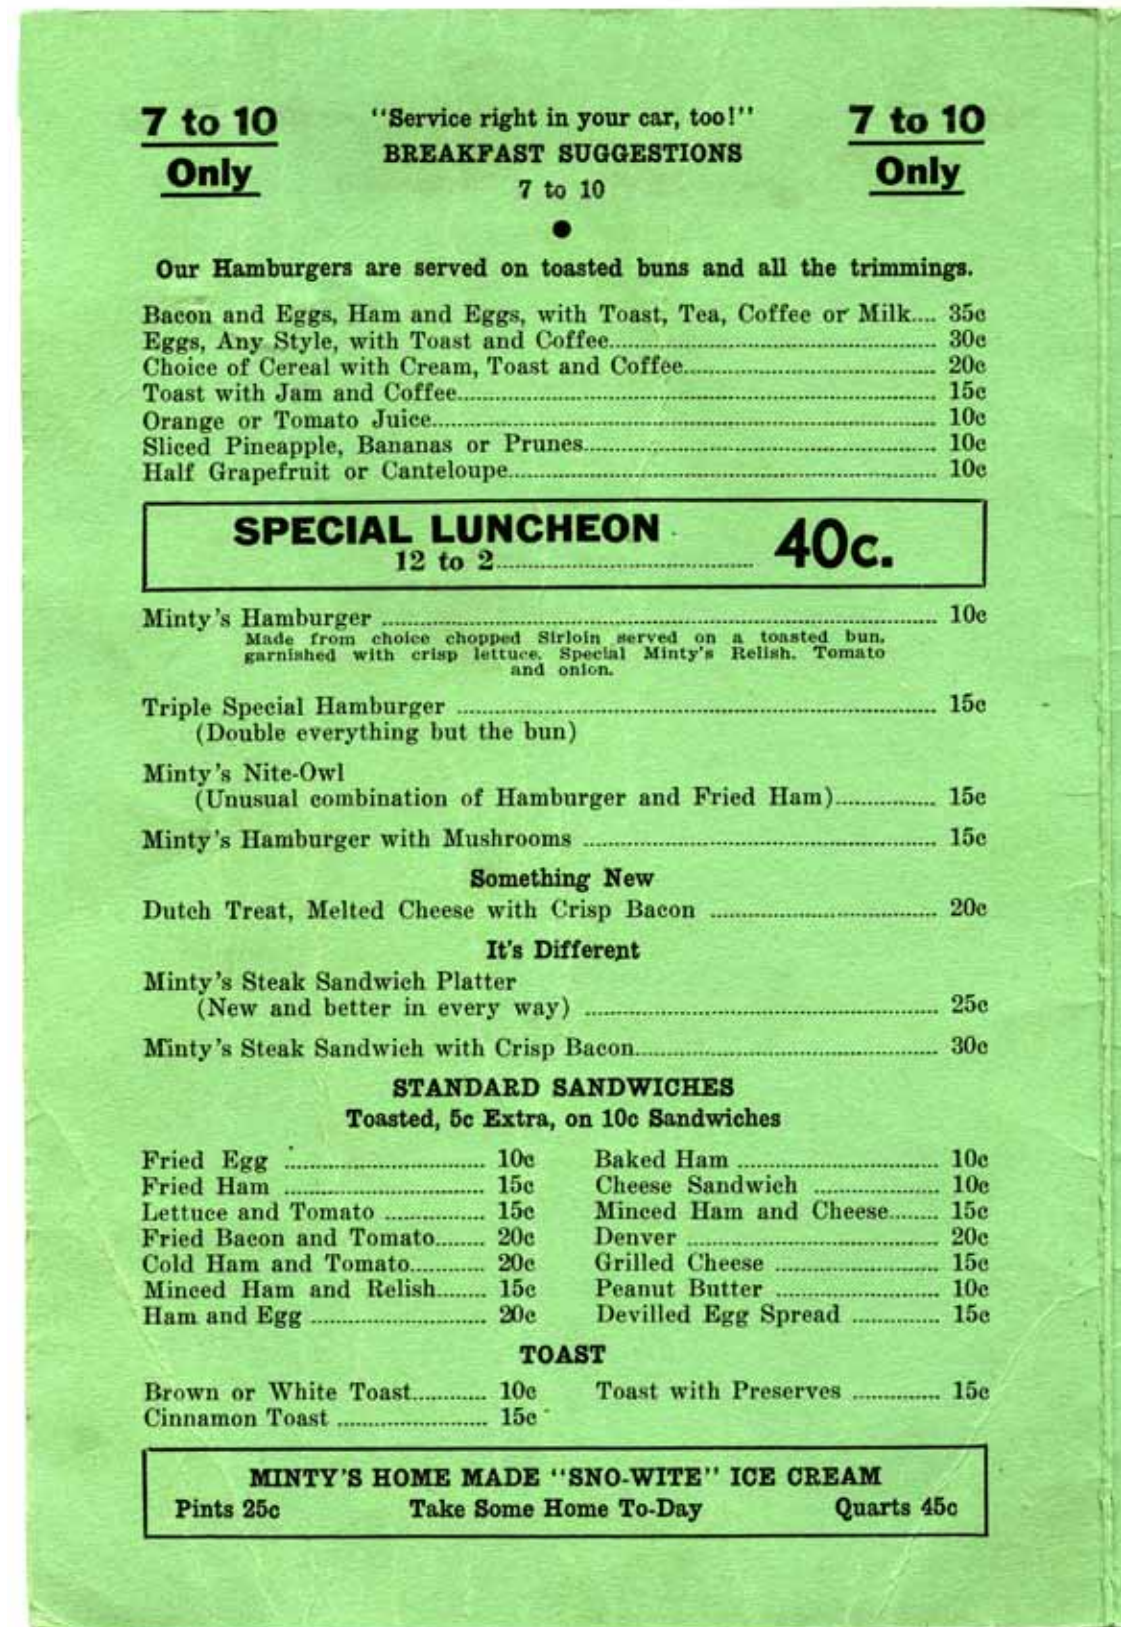 7 to 10
Only
"Service right in your car, too!"
BREAKFAST SUGGESTIONS
7 to 10
7 to 10
Only
Our Hamburgers are served on toasted buns and all the trimmings.
Bacon and Eggs, Ham and Eggs, with Toast, Tea, Coffee or Milk.... 35c
Eggs, Any Style, with Toast and Coffee.... 30c
Choice of Cereal with Cream, Toast and Coffee.... 20c
Toast with Jam and Coffee.... 15c
Orange or Tomato Juice.... 10c
Sliced Pineapple, Bananas or Prunes.... 10c
Half Grapefruit or Canteloupe.... 10c
SPECIAL LUNCHEON
12 to 2.... 40c.
Minty's Hamburger .... 10c
Made from choice chopped Sirloin served on a toasted bun,
garnished with crisp lettuce, Special Minty's Relish, Tomato
and onion.
Triple Special Hamburger .... 15c
(Double everything but the bun)
Minty's Nite-Owl
(Unusual combination of Hamburger and Fried Ham).... 15c
Minty's Hamburger with Mushrooms .... 15c
Something New
Dutch Treat, Melted Cheese with Crisp Bacon .... 20c
It's Different
Minty's Steak Sandwich Platter
(New and better in every way) .... 25c
Minty's Steak Sandwich with Crisp Bacon.... 30c
STANDARD SANDWICHES
Toasted, 5c Extra, on 10c Sandwiches
Fried Egg .... 10c
Fried Ham .... 15c
Lettuce and Tomato .... 15c
Fried Bacon and Tomato.... 20c
Cold Ham and Tomato.... 20c
Minced Ham and Relish.... 15c
Ham and Egg .... 20c
Baked Ham .... 10c
Cheese Sandwich .... 10c
Minced Ham and Cheese.... 15c
Denver .... 20c
Grilled Cheese .... 15c
Peanut Butter .... 10c
Devilled Egg Spread .... 15c
TOAST
Brown or White Toast.... 10c
Cinnamon Toast .... 15c
Toast with Preserves .... 15c
MINTY'S HOME MADE "SNO-WITE" ICE CREAM
Pints 25c Take Some Home To-Day Quarts 45c